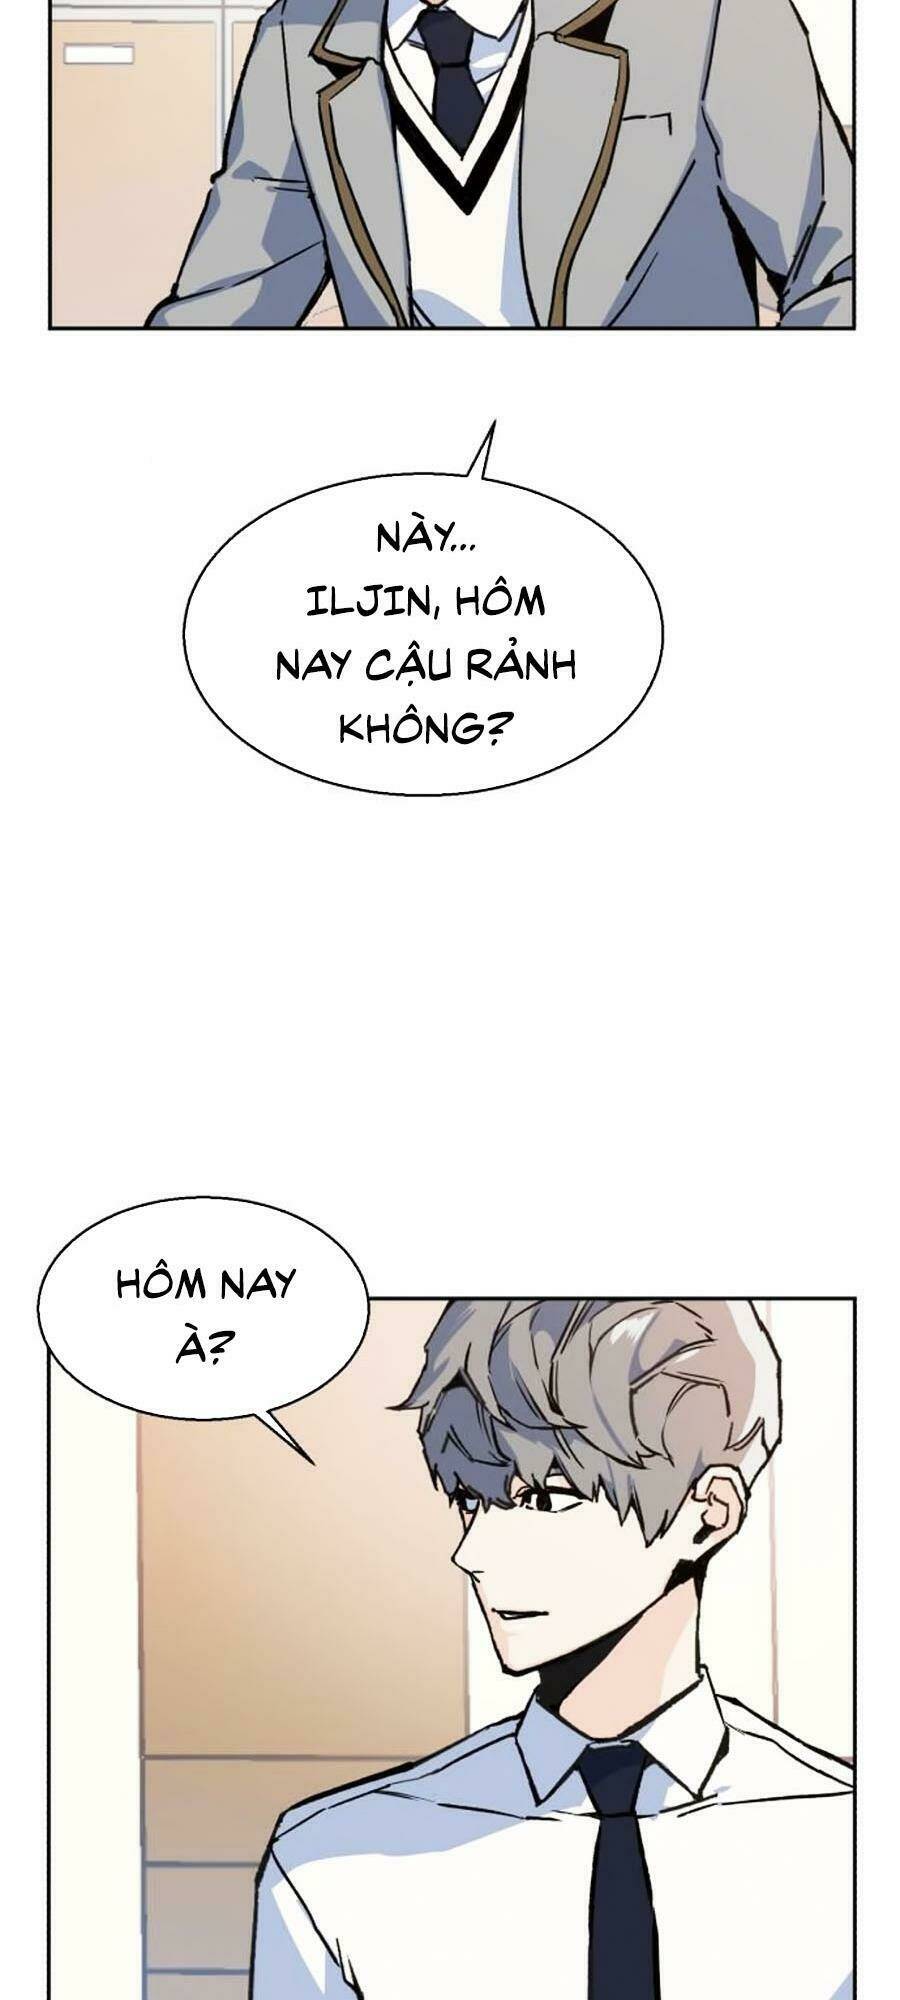 NÀY...
ILJIN, HÔM
NAY CẬU RẢNH
KHÔNG?
HÔM NAY
À?